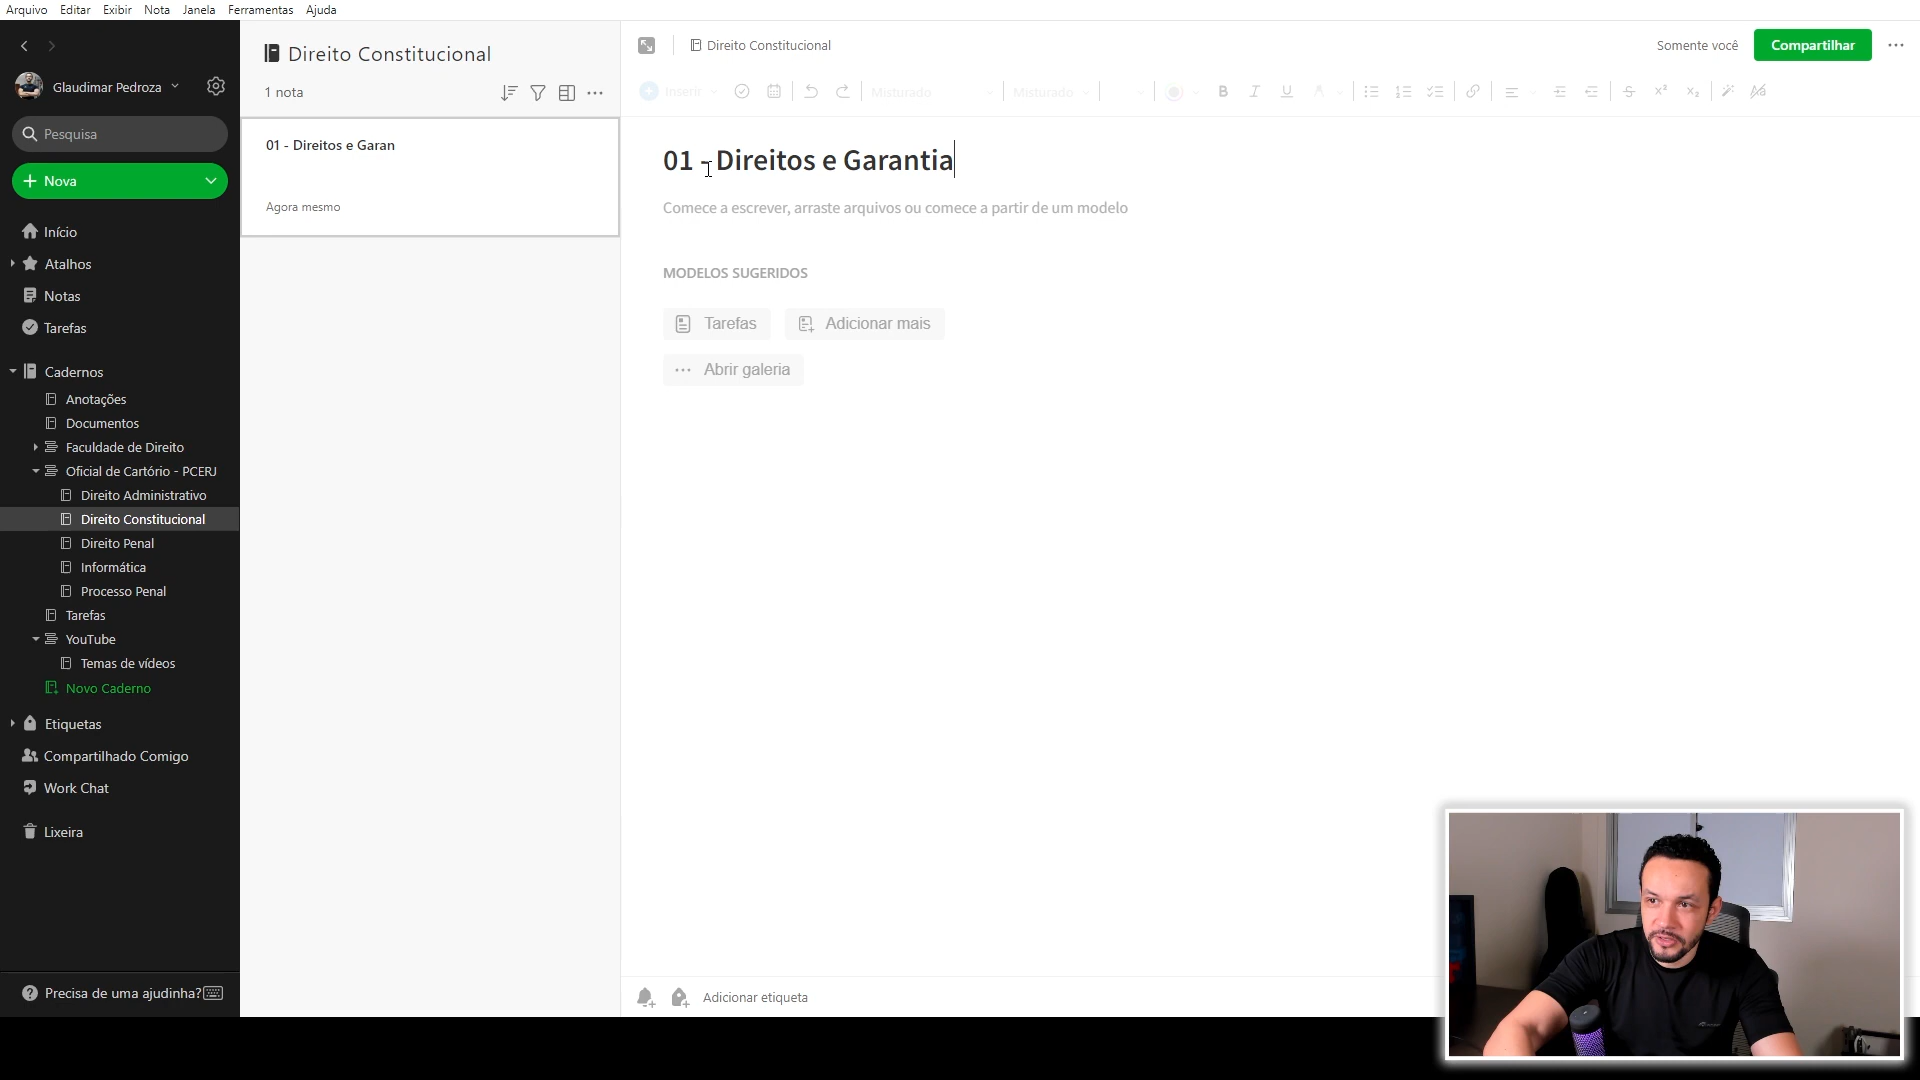 Arquivo Editar Exibir Nota Janela Ferramentas Ajuda
Glaudimar Pedroza
Pesquisa
Nova
Início
Atalhos
Notas
Tarefas
Cadernos
Anotações
Documentos
Faculdade de Direito
Oficial de Cartório - PCERJ
Direito Administrativo
Direito Constitucional
Direito Penal
Informática
Processo Penal
Tarefas
YouTube
Temas de vídeos
Novo Caderno
Etiquetas
Compartilhado Comigo
Work Chat
Lixeira
Precisa de uma ajudinha?
Direito Constitucional
1 nota
01 - Direitos e Garan
Agora mesmo
Direito Constitucional
Somente você
Compartilhar
Inserir
Misturado
Misturado
01 - Direitos e Garantia
Comece a escrever, arraste arquivos ou comece a partir de um modelo
MODELOS SUGERIDOS
Tarefas
Adicionar mais
Abrir galeria
Adicionar etiqueta